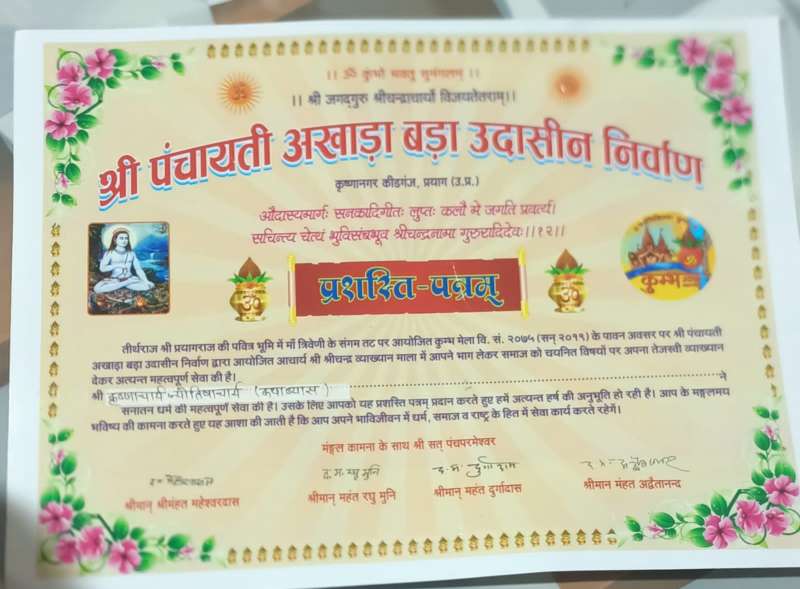 ।। ॐ कुंभो भवतु सुमंगलम् ।।
।। श्री जगद्गुरु श्रीचन्द्राचार्यो विजयतेतराम्।।
श्री पंचायती अखाड़ा बड़ा उदासीन निर्वाण
कृष्णानगर कीडगंज, प्रयाग (उ.प्र.)
औदास्यमार्गः सनकादिगीतः लुप्तः कलौ मे जगति प्रवर्त्य।
सचिन्त्य चेत्थं भुविसंबभूव श्रीचन्द्रनामा गुरुरादिदेवः।।१२।।
प्रशस्ति-पत्रम्
कुम्भ
तीर्थराज श्री प्रयागराज की पवित्र भूमि में माँ त्रिवेणी के संगम तट पर आयोजित कुम्भ मेला वि. सं. २०७५ (सन् २०१९) के पावन अवसर पर श्री पंचायती
अखाड़ा बड़ा उदासीन निर्वाण द्वारा आयोजित आचार्य श्री श्रीचन्द्र व्याख्यान माला में आपने भाग लेकर समाज को चयनित विषयों पर अपना तेजस्वी व्याख्यान
देकर अत्यन्त महत्वपूर्ण सेवा की है।
श्री कृष्णाचार्य ज्योतिषाचार्य (कथाव्यास) ने
सनातन धर्म की महत्वपूर्ण सेवा की है। उसके लिए आपको यह प्रशस्ति पत्रम् प्रदान करते हुए हमें अत्यन्त हर्ष की अनुभूति हो रही है। आप के मङ्गलमय
भविष्य की कामना करते हुए यह आशा की जाती है कि आप अपने भाविजीवन में धर्म, समाज व राष्ट्र के हित में सेवा कार्य करते रहेगें।
मंङ्गल कामना के साथ श्री सत् पंचपरमेश्वर
द. म. रघु मुनि द. म. दुर्गादास
श्रीमान् श्रीमंहत महेश्वरदास श्रीमान् महंत रघु मुनि श्रीमान् महंत दुर्गादास श्रीमान् मंहत अद्वैतानन्द